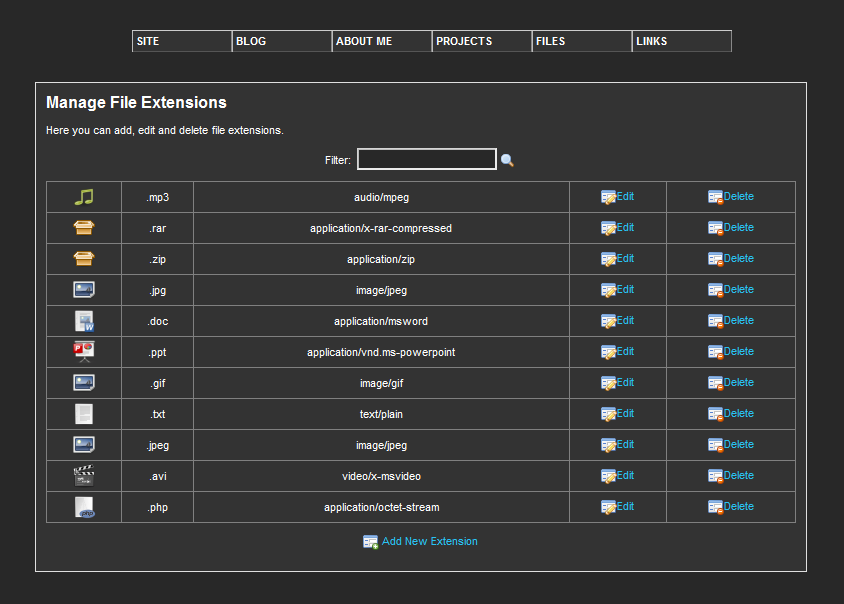 SITE BLOG ABOUT ME PROJECTS FILES LINKS
Manage File Extensions
Here you can add, edit and delete file extensions.
Filter:
.mp3 audio/mpeg Edit Delete
.rar application/x-rar-compressed Edit Delete
.zip application/zip Edit Delete
.jpg image/jpeg Edit Delete
.doc application/msword Edit Delete
.ppt application/vnd.ms-powerpoint Edit Delete
.gif image/gif Edit Delete
.txt text/plain Edit Delete
.jpeg image/jpeg Edit Delete
.avi video/x-msvideo Edit Delete
.php application/octet-stream Edit Delete
Add New Extension